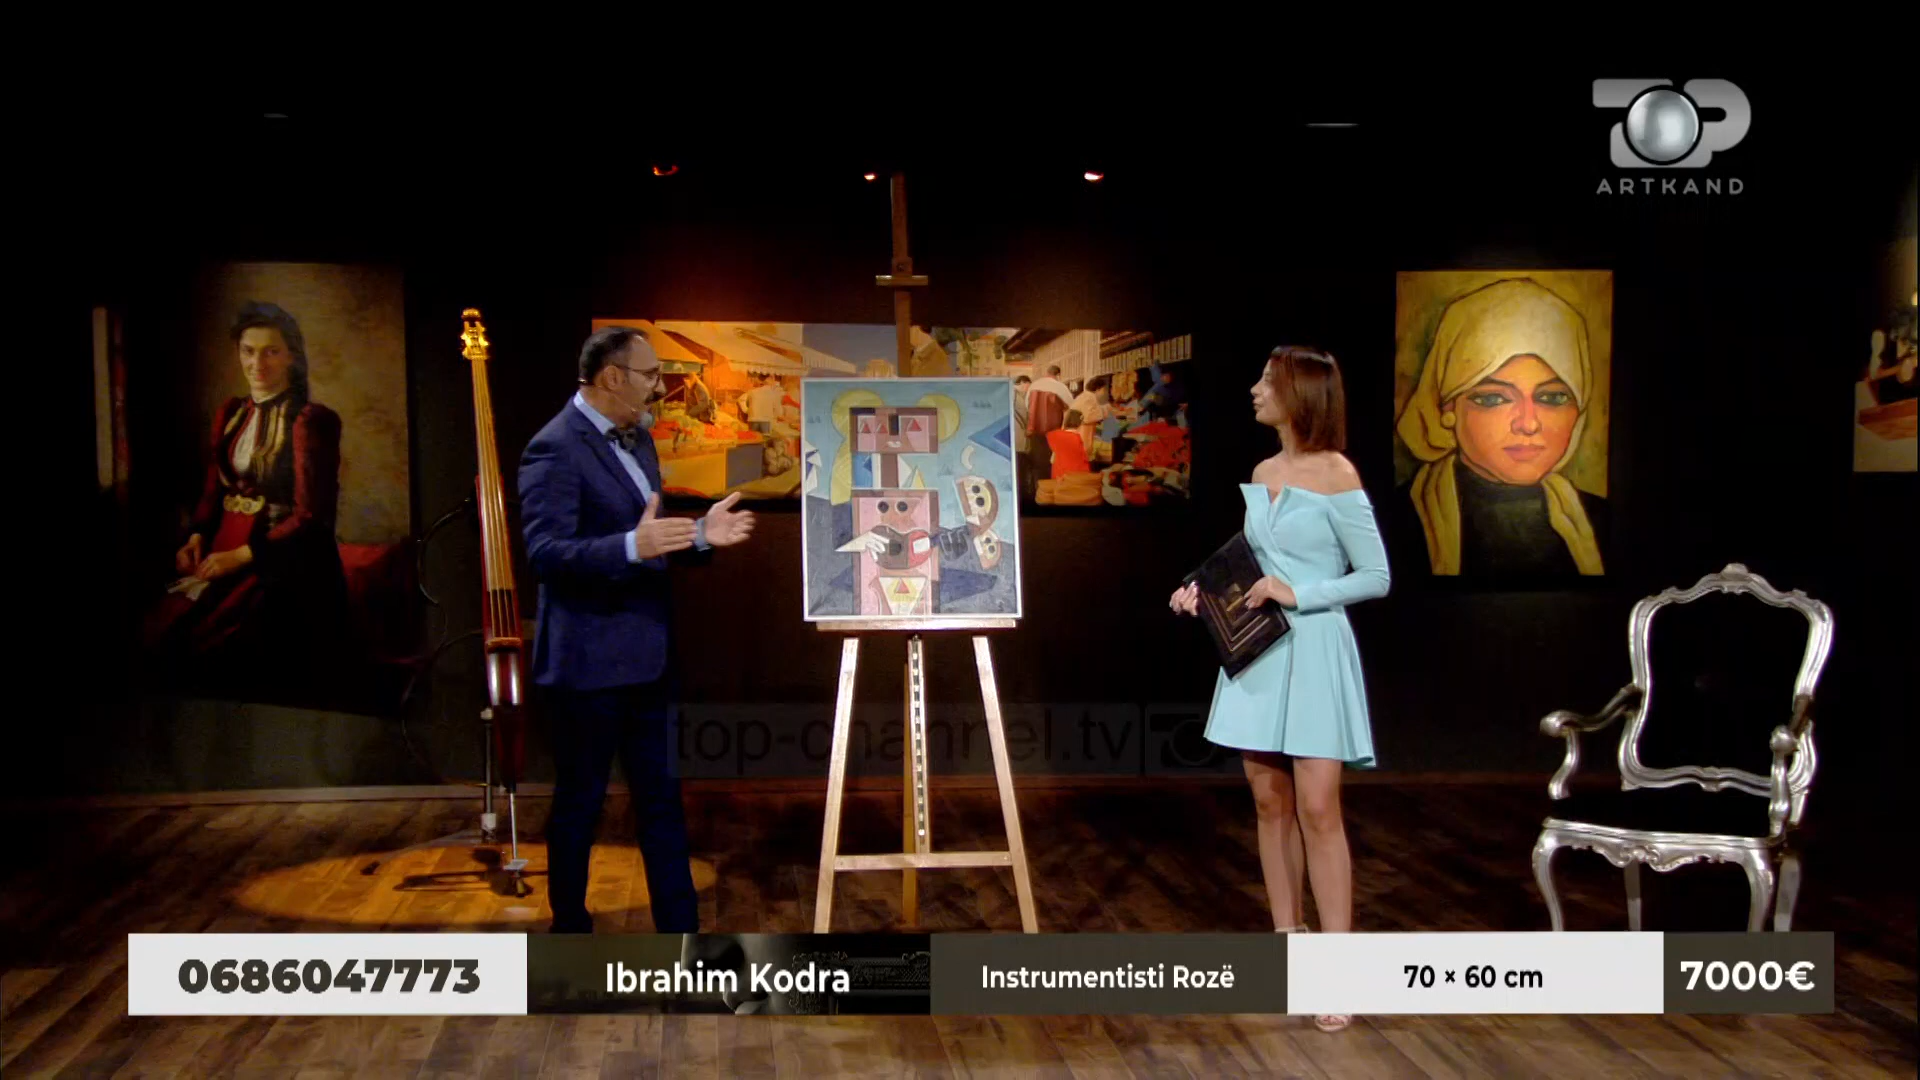 TOP
ARTKAND
top-channel.tv
0686047773
Ibrahim Kodra
Instrumentisti Rozë
70 × 60 cm
7000€